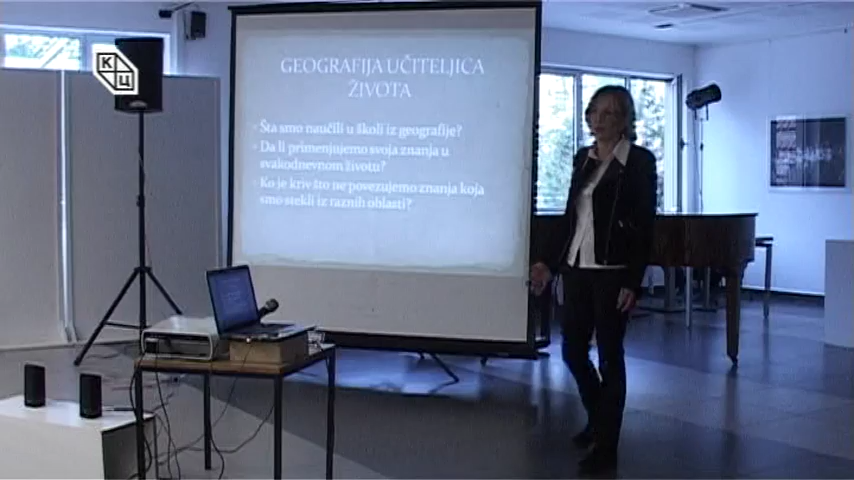 КЦ
GEOGRAFIJA UČITELJICA
ŽIVOTA
Šta smo naučili u školi iz geografije?
Da li primenjujemo svoja znanja u
svakodnevnom životu?
Ko je kriv što ne povezujemo znanja koja
smo stekli iz raznih oblasti?